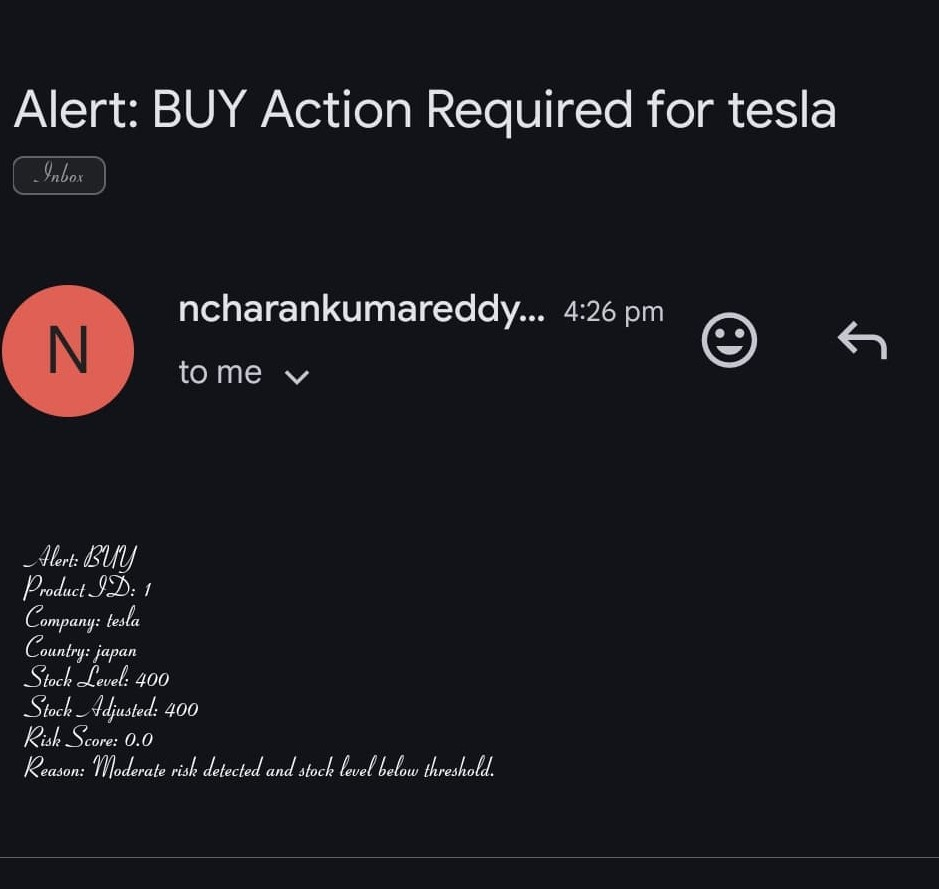 Alert: BUY Action Required for tesla
Inbox
N
ncharankumareddy... 4:26 pm
to me
Alert: BUY
Product ID: 1
Company: tesla
Country: japan
Stock Level: 400
Stock Adjusted: 400
Risk Score: 0.0
Reason: Moderate risk detected and stock level below threshold.